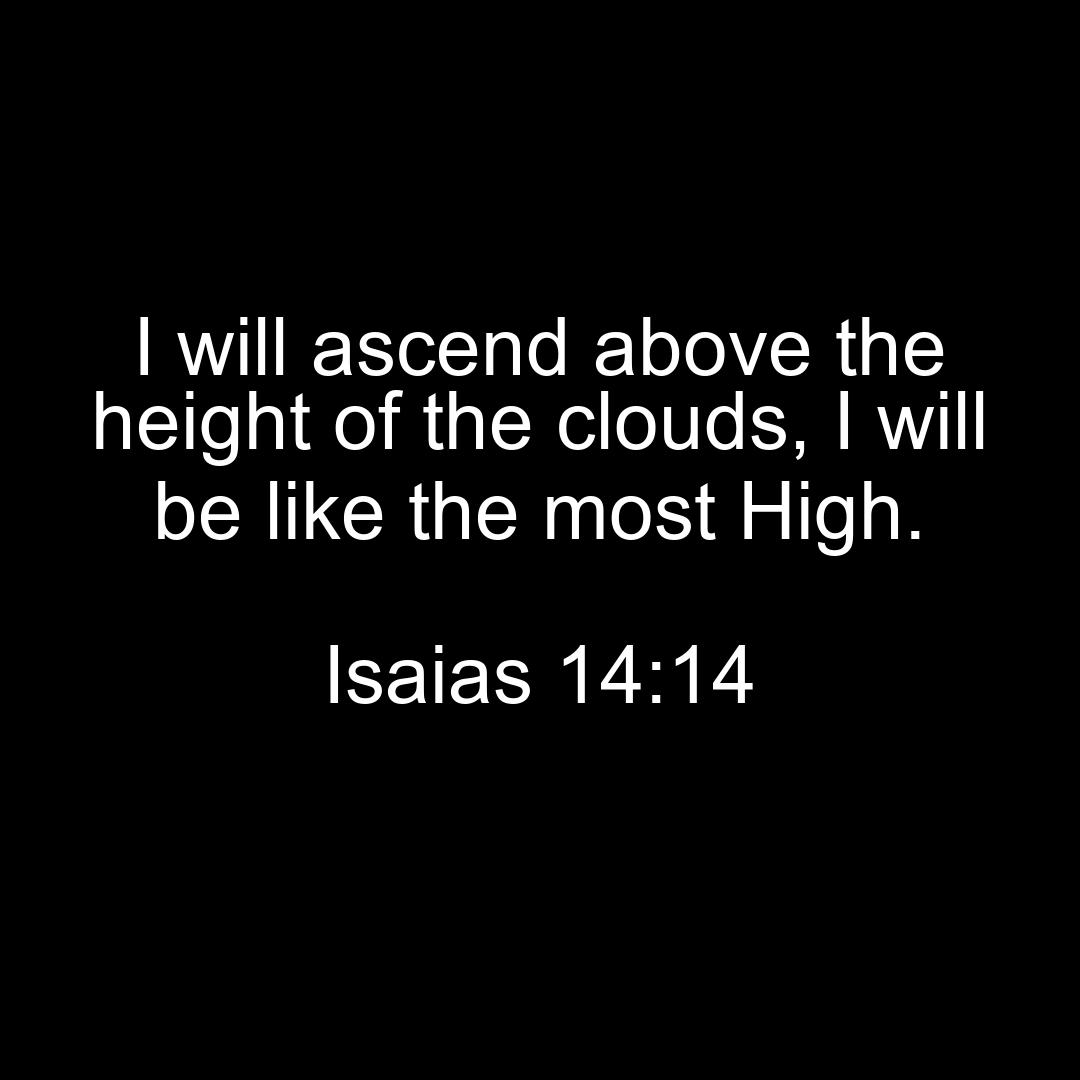 I will ascend above the
height of the clouds, I will
be like the most High.
Isaias 14:14